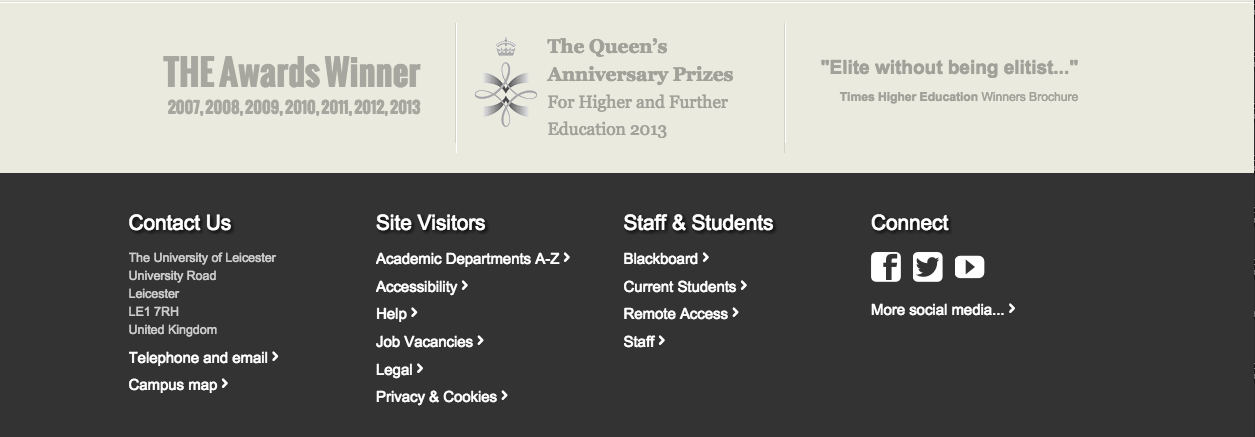 THE Awards Winner
2007, 2008, 2009, 2010, 2011, 2012, 2013
The Queen's
Anniversary Prizes
For Higher and Further
Education 2013
"Elite without being elitist..."
Times Higher Education Winners Brochure
Contact Us
The University of Leicester
University Road
Leicester
LE1 7RH
United Kingdom
Telephone and email
Campus map
Site Visitors
Academic Departments A-Z
Accessibility
Help
Job Vacancies
Legal
Privacy & Cookies
Staff & Students
Blackboard
Current Students
Remote Access
Staff
Connect
More social media...